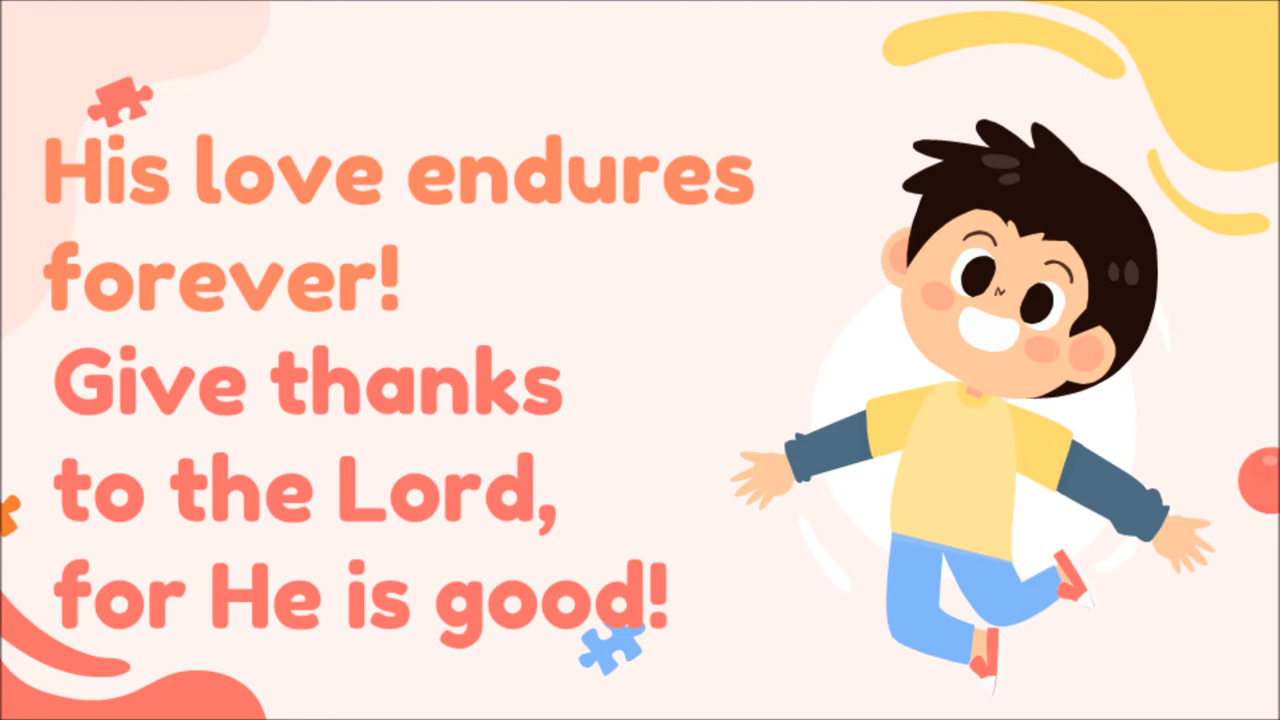 His love endures
forever!
Give thanks
to the Lord,
for He is good!